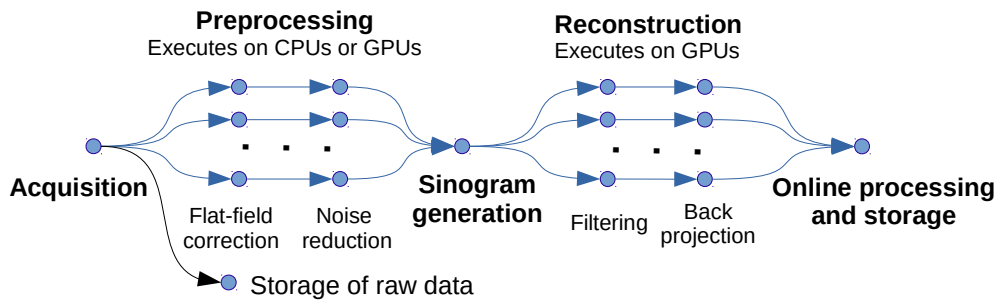 Preprocessing
Executes on CPUs or GPUs
Reconstruction
Executes on GPUs
Acquisition
Sinogram
generation
Online processing
and storage
Flat-field
correction
Noise
reduction
Filtering
Back
projection
Storage of raw data